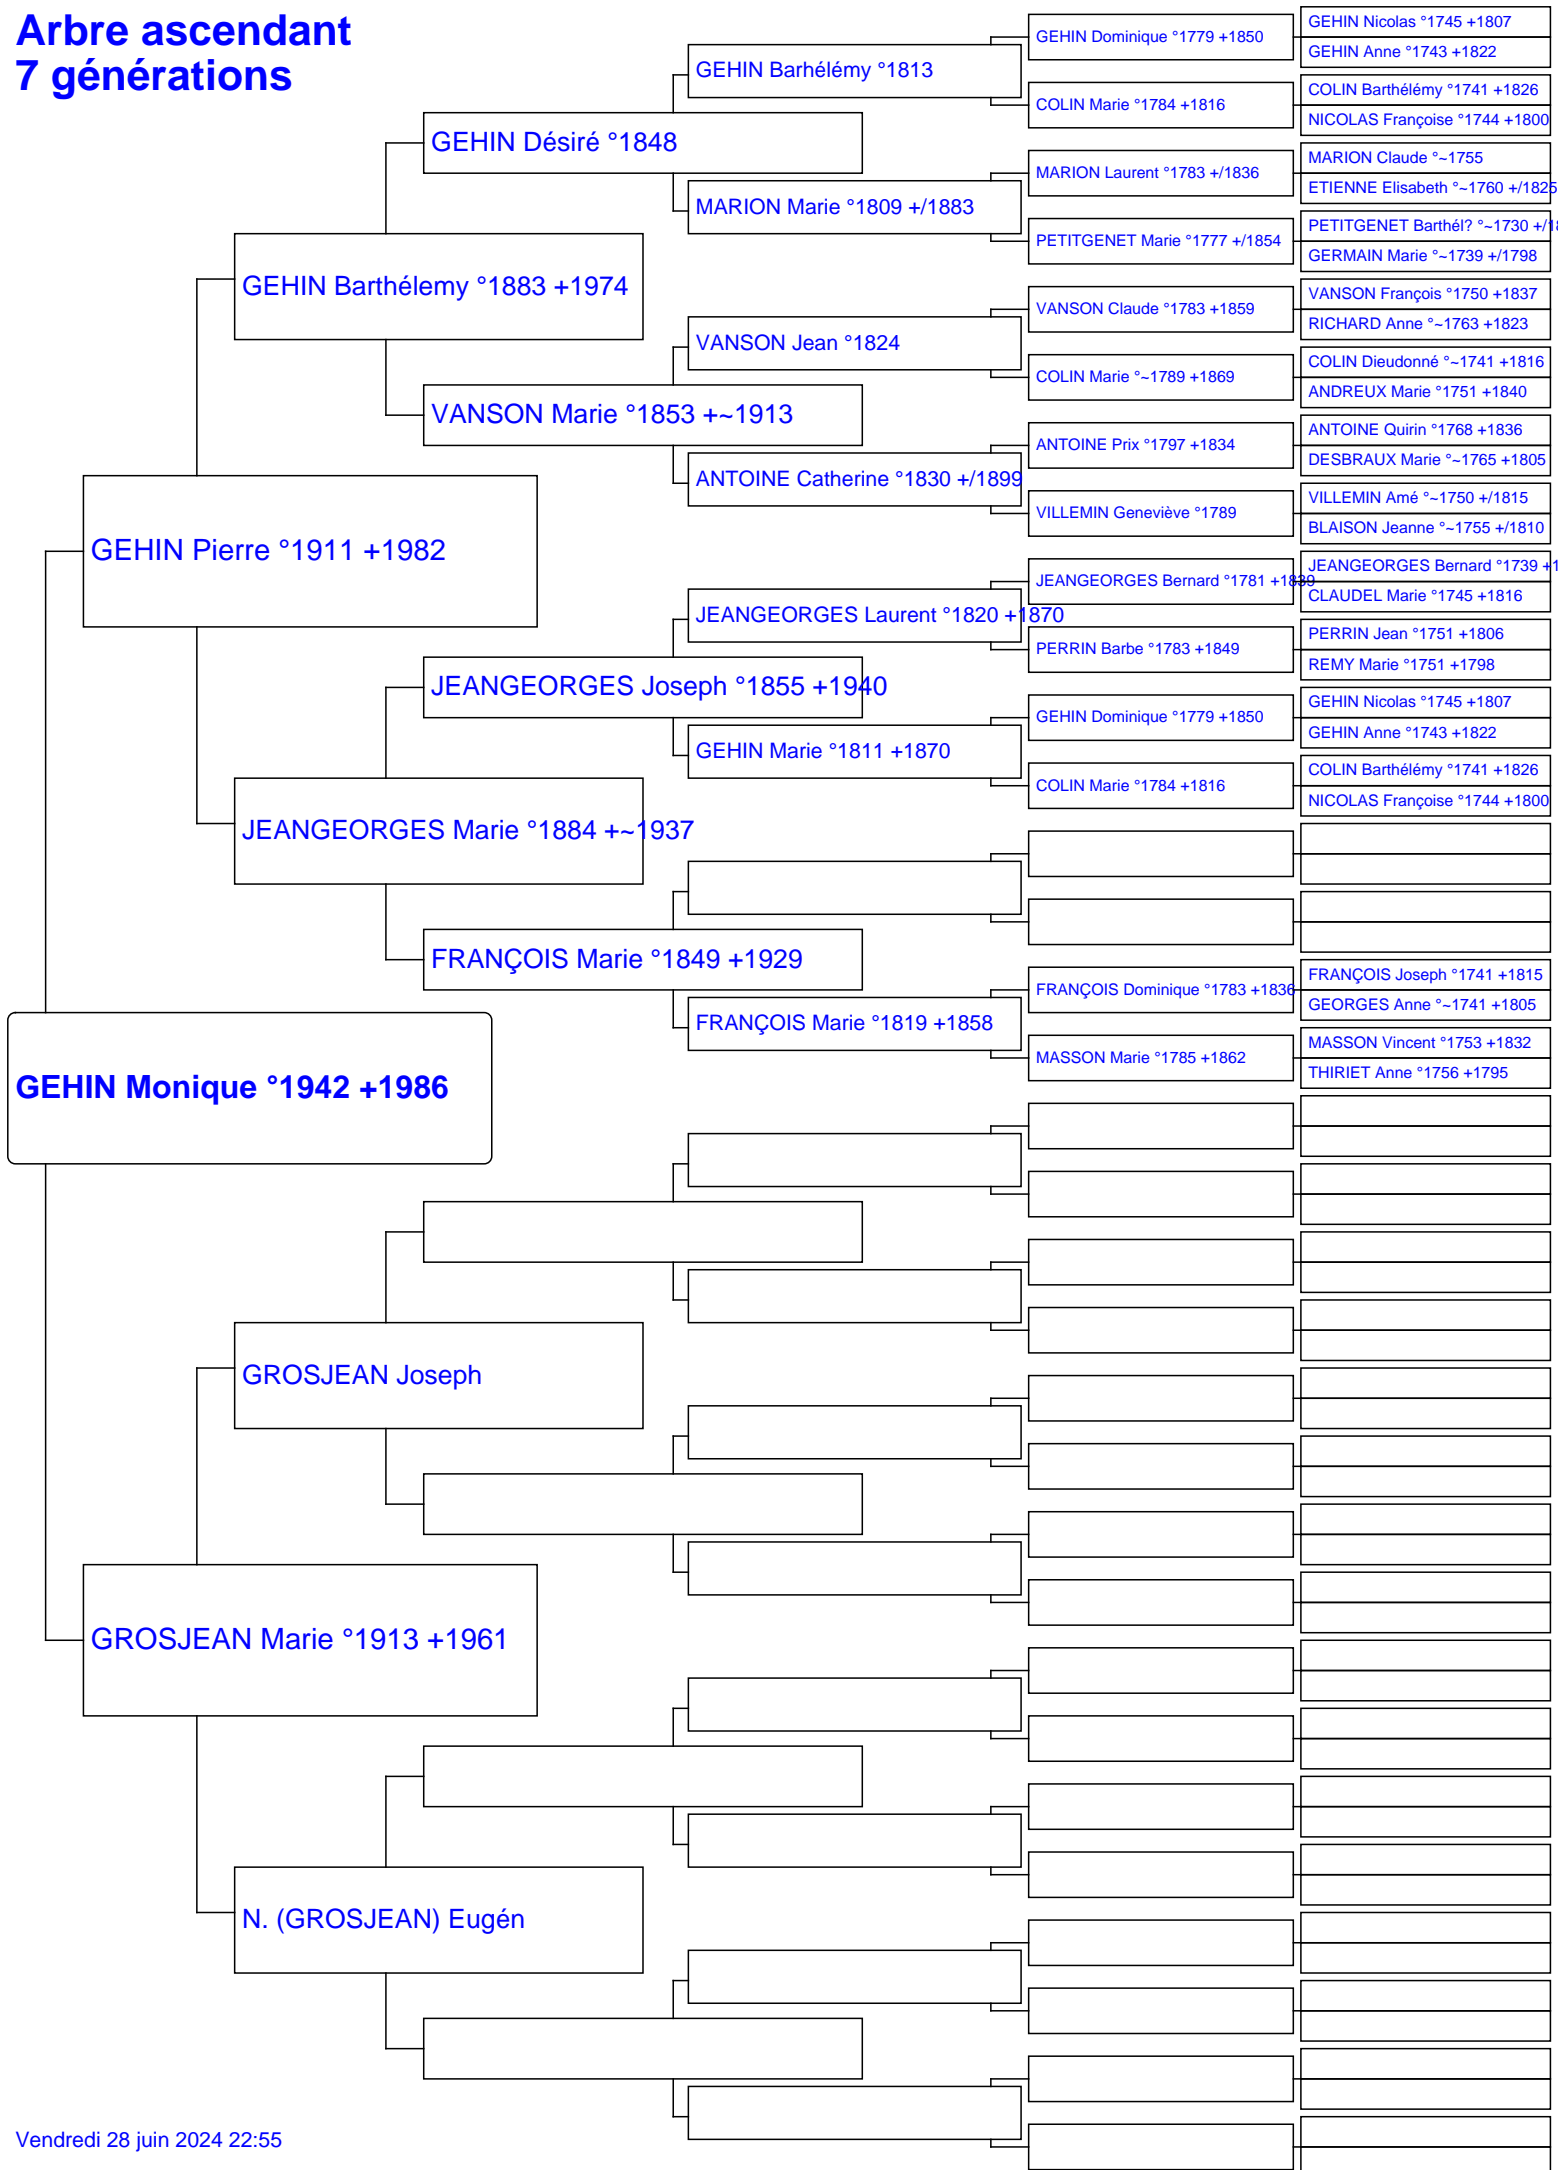 Arbre ascendant
7 générations
GEHIN Monique °1942 +1986
GEHIN Pierre °1911 +1982
GROSJEAN Marie °1913 +1961
GEHIN Barthélemy °1883 +1974
JEANGEORGES Marie °1884 +~1937
GROSJEAN Joseph
N. (GROSJEAN) Eugén
GEHIN Désiré °1848
VANSON Marie °1853 +~1913
JEANGEORGES Joseph °1855 +1940
FRANÇOIS Marie °1849 +1929
GEHIN Barhélémy °1813
MARION Marie °1809 +/1883
VANSON Jean °1824
ANTOINE Catherine °1830 +/1899
JEANGEORGES Laurent °1820 +1870
GEHIN Marie °1811 +1870
FRANÇOIS Marie °1819 +1858
GEHIN Dominique °1779 +1850
COLIN Marie °1784 +1816
MARION Laurent °1783 +/1836
PETITGENET Marie °1777 +/1854
VANSON Claude °1783 +1859
COLIN Marie °~1789 +1869
ANTOINE Prix °1797 +1834
VILLEMIN Geneviève °1789
JEANGEORGES Bernard °1781 +1839
PERRIN Barbe °1783 +1849
GEHIN Dominique °1779 +1850
COLIN Marie °1784 +1816
FRANÇOIS Dominique °1783 +1836
MASSON Marie °1785 +1862
GEHIN Nicolas °1745 +1807
GEHIN Anne °1743 +1822
COLIN Barthélémy °1741 +1826
NICOLAS Françoise °1744 +1800
MARION Claude °~1755
ETIENNE Elisabeth °~1760 +/1825
PETITGENET Barthél? °~1730 +/1
GERMAIN Marie °~1739 +/1798
VANSON François °1750 +1837
RICHARD Anne °~1763 +1823
COLIN Dieudonné °~1741 +1816
ANDREUX Marie °1751 +1840
ANTOINE Quirin °1768 +1836
DESBRAUX Marie °~1765 +1805
VILLEMIN Amé °~1750 +/1815
BLAISON Jeanne °~1755 +/1810
JEANGEORGES Bernard °1739 +1
CLAUDEL Marie °1745 +1816
PERRIN Jean °1751 +1806
REMY Marie °1751 +1798
GEHIN Nicolas °1745 +1807
GEHIN Anne °1743 +1822
COLIN Barthélémy °1741 +1826
NICOLAS Françoise °1744 +1800
FRANÇOIS Joseph °1741 +1815
GEORGES Anne °~1741 +1805
MASSON Vincent °1753 +1832
THIRIET Anne °1756 +1795
Vendredi 28 juin 2024 22:55